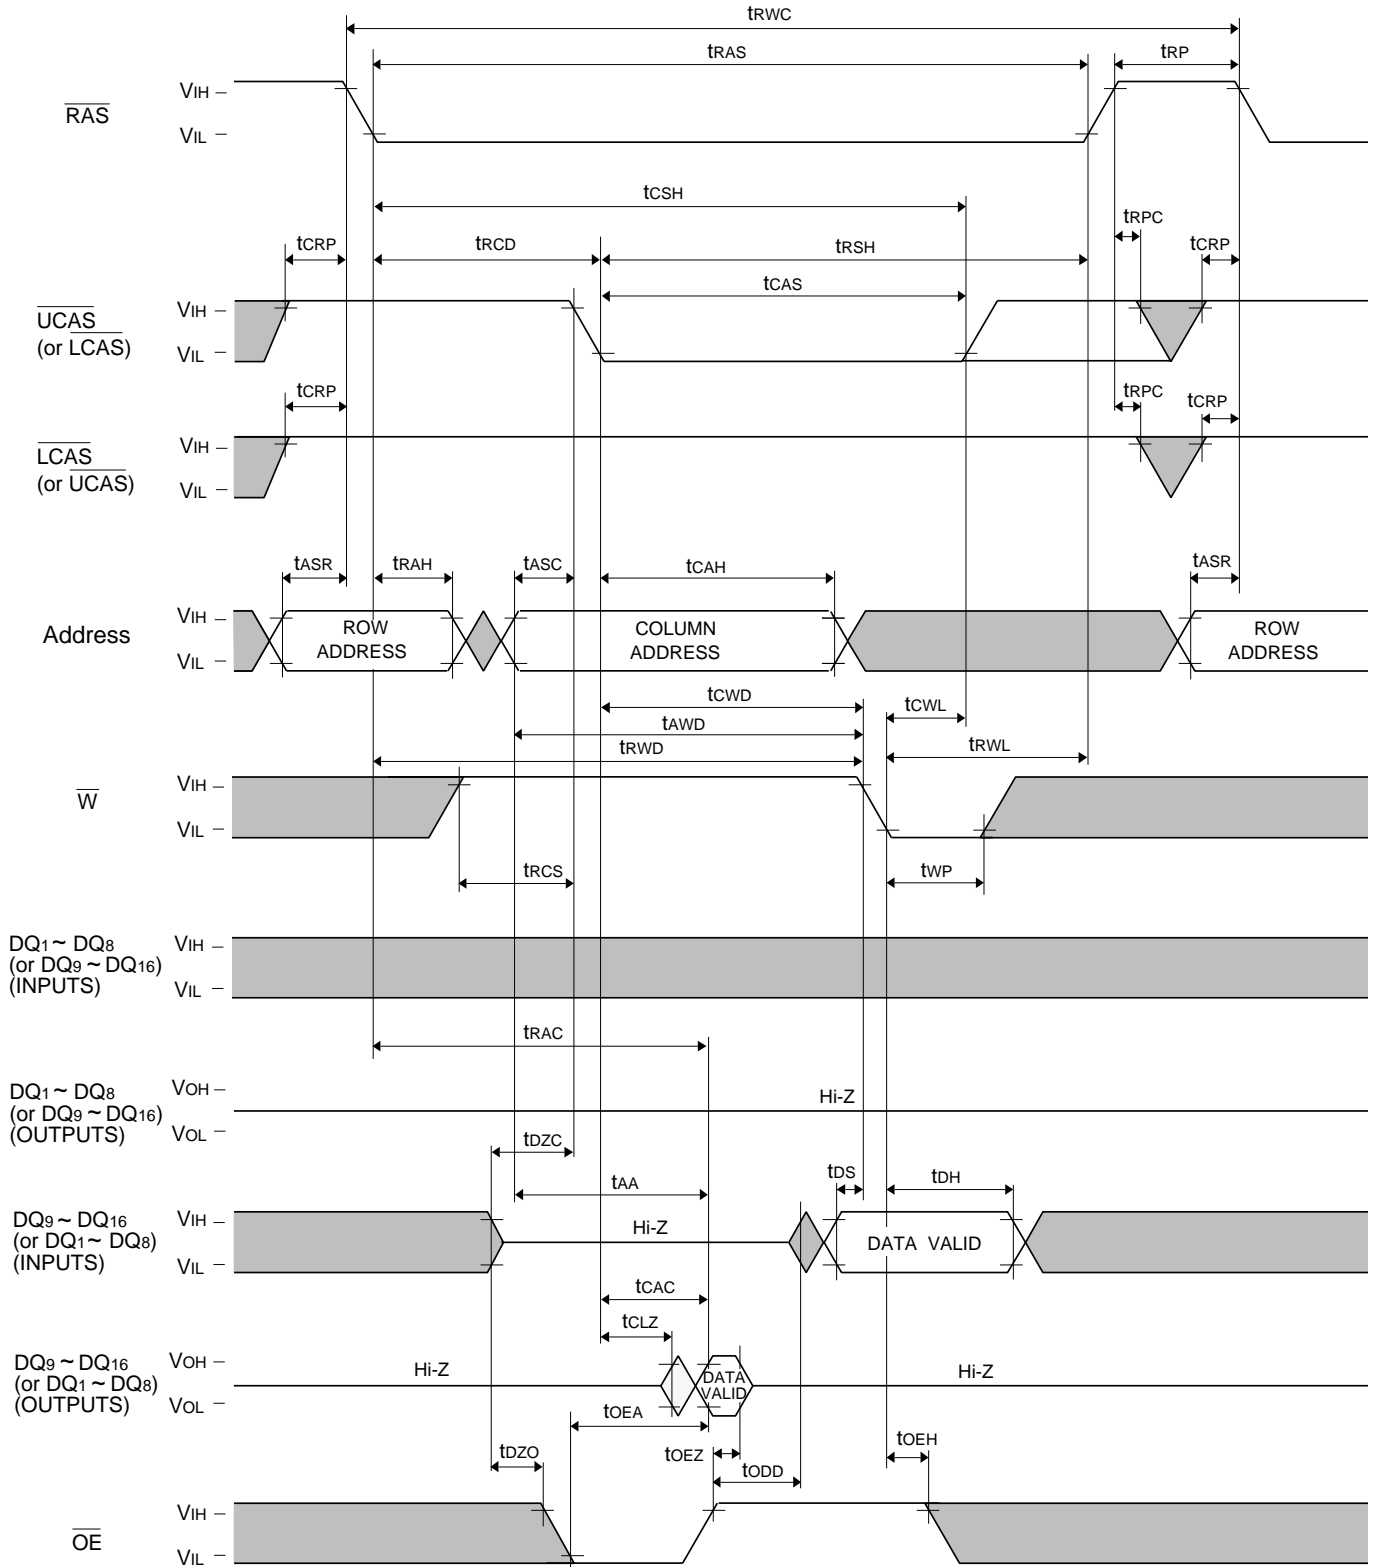 tRWC
tRAS
tRP
RAS
VIH
VIL
tCSH
tRPC
tCRP
tRCD
tRSH
tCRP
tCAS
UCAS
(or LCAS)
VIH
VIL
tCRP
tRPC
tCRP
LCAS
(or UCAS)
VIH
VIL
tASR
tRAH
tASC
tCAH
tASR
Address
VIH
VIL
ROW
ADDRESS
COLUMN
ADDRESS
ROW
ADDRESS
tCWD
tCWL
tAWD
tRWD
tRWL
W
VIH
VIL
tRCS
tWP
DQ1 ~ DQ8
(or DQ9 ~ DQ16)
(INPUTS)
VIH
VIL
tRAC
DQ1 ~ DQ8
(or DQ9 ~ DQ16)
(OUTPUTS)
VOH
VOL
Hi-Z
tDZC
tAA
tDS
tDH
DQ9 ~ DQ16
(or DQ1 ~ DQ8)
(INPUTS)
VIH
VIL
Hi-Z
DATA VALID
tCAC
tCLZ
DQ9 ~ DQ16
(or DQ1 ~ DQ8)
(OUTPUTS)
VOH
VOL
Hi-Z
DATA
VALID
Hi-Z
tOEA
tDZO
tOEZ
tODD
tOEH
OE
VIH
VIL